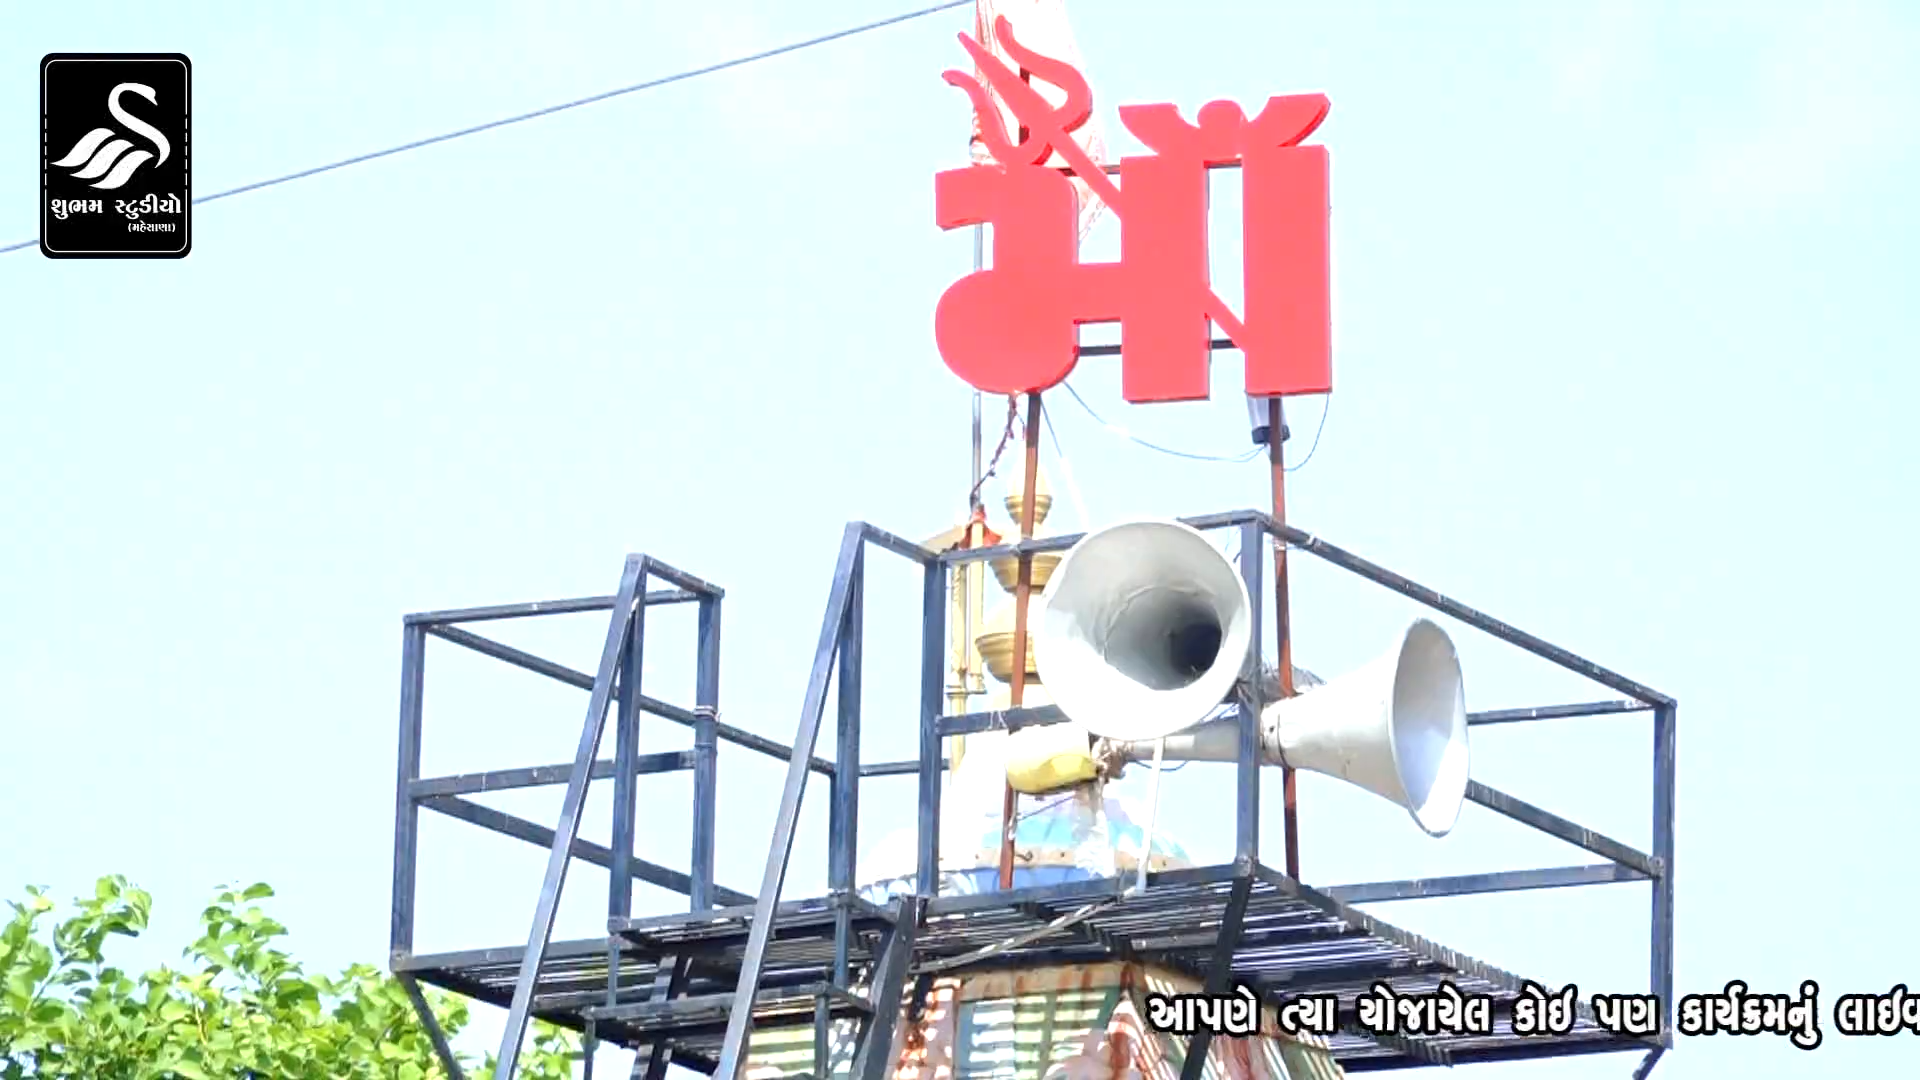 શુભમ સ્ટુડીયો
(મહેસાણા)
માઁ
આપણે ત્યા યોજાયેલ કોઈ પણ કાર્યક્રમનું લાઈવ